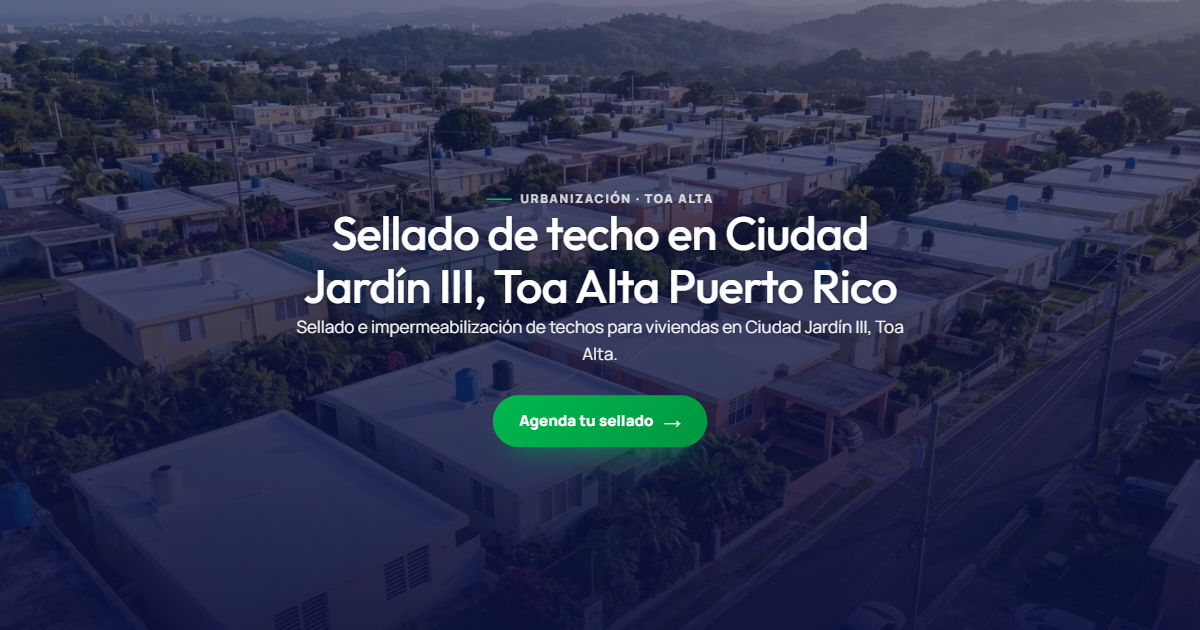 URBANIZACIÓN · TOA ALTA
Sellado de techo en Ciudad
Jardín III, Toa Alta Puerto Rico
Sellado e impermeabilización de techos para viviendas en Ciudad Jardín III, Toa
Alta.
Agenda tu sellado →